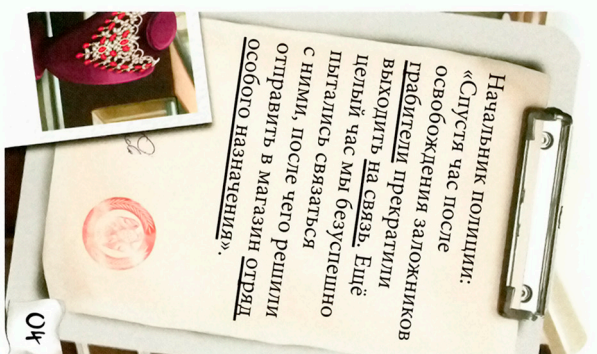 Начальник полиции:
«Спустя час после
освобождения заложников
грабители прекратили
выходить на связь. Ещё
целый час мы безуспешно
пытались связаться
с ними, после чего решили
отправить в магазин отряд
особого назначения».
04